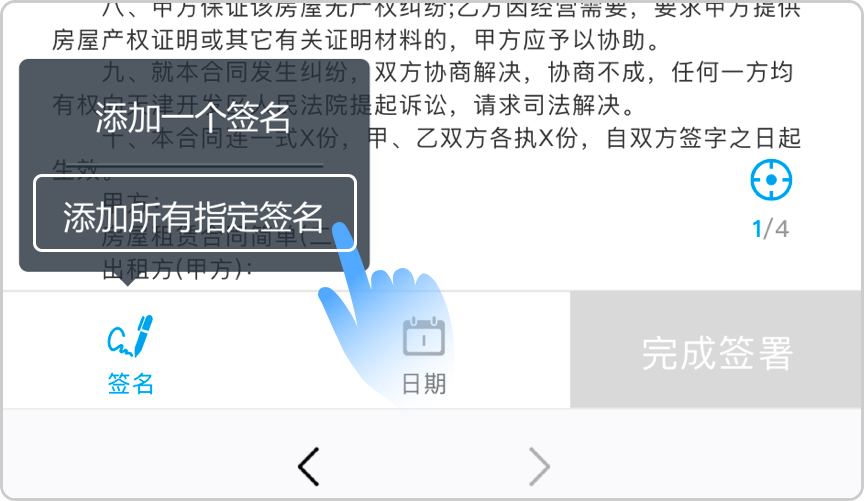 八、甲方保证该房屋无产权纠纷;乙方因经营需要，要求甲方提供
房屋产权证明或其它有关证明材料的，甲方应予以协助。
九、就本合同发生纠纷，双方协商解决，协商不成，任何一方均
有权向天津开发区人民法院提起诉讼，请求司法解决。
十、本合同连一式X份，甲、乙双方各执X份，自双方签字之日起
生效。
甲方：
房屋租赁合同简单(二
出租方(甲方)：
添加一个签名
添加所有指定签名
1/4
签名
日期
完成签署